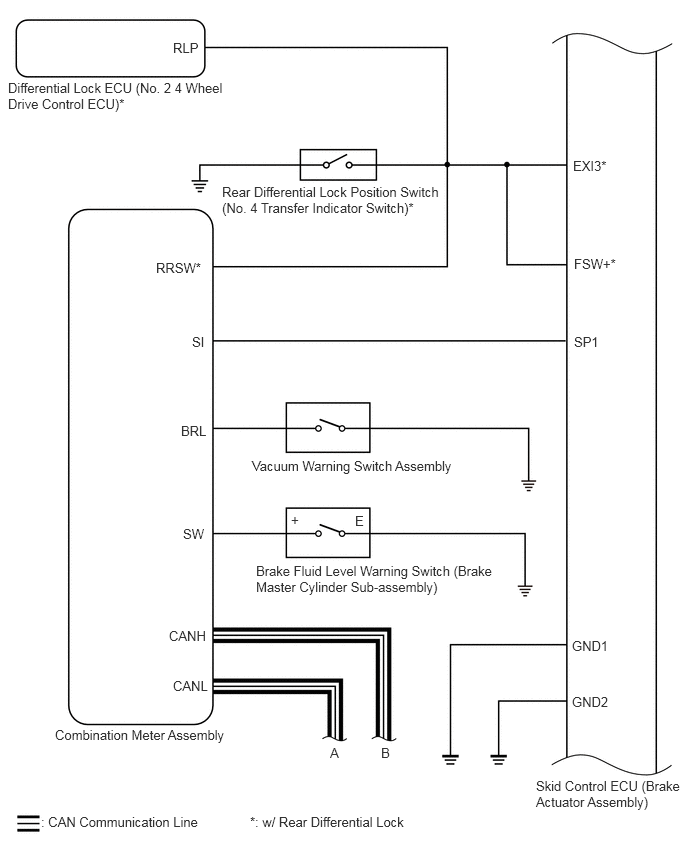 RLP
Differential Lock ECU (No. 2 4 Wheel
Drive Control ECU)*
EXI3*
Rear Differential Lock Position Switch
(No. 4 Transfer Indicator Switch)*
RRSW*
FSW+*
SI
SP1
BRL
Vacuum Warning Switch Assembly
+ E
SW
Brake Fluid Level Warning Switch (Brake
Master Cylinder Sub-assembly)
CANH
GND1
CANL
GND2
Combination Meter Assembly
A
B
Skid Control ECU (Brake
Actuator Assembly)
: CAN Communication Line
*: w/ Rear Differential Lock